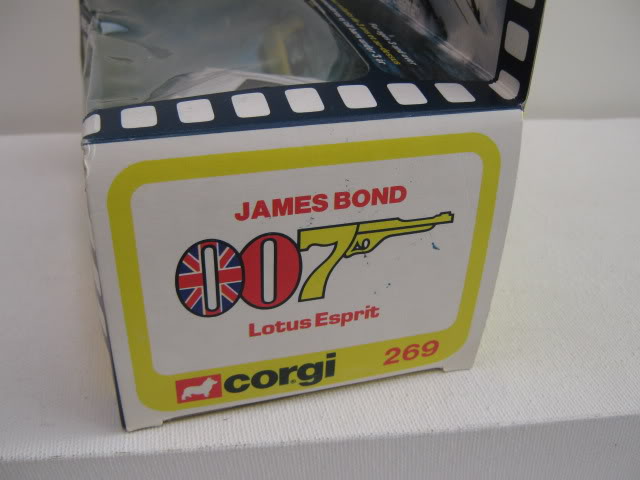 JAMES BOND
007
Lotus Esprit
corgi 269